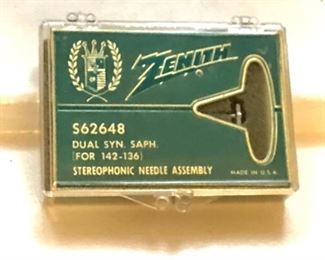 ZENITH
S62648
DUAL SYN. SAPH.
(FOR 142-136)
STEREOPHONIC NEEDLE ASSEMBLY
MADE IN U.S.A.